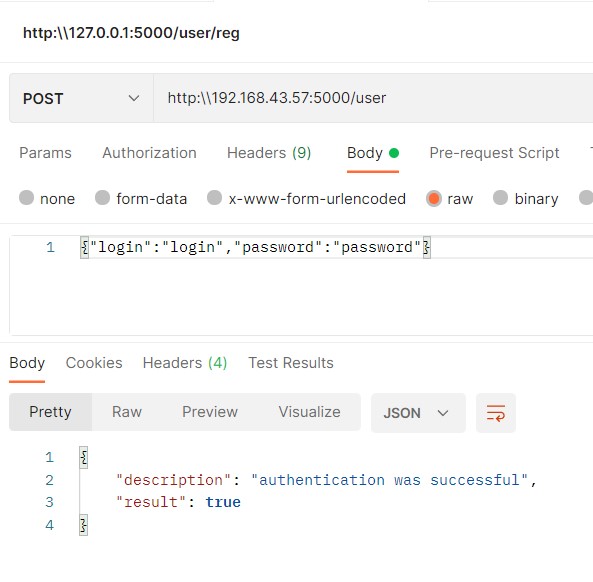 http:\\127.0.0.1:5000/user/reg
POST http:\\192.168.43.57:5000/user
Params Authorization Headers (9) Body Pre-request Script
none form-data x-www-form-urlencoded raw binary
1 {"login":"login","password":"password"}
Body Cookies Headers (4) Test Results
Pretty Raw Preview Visualize JSON
1 {
2 "description": "authentication was successful",
3 "result": true
4 }